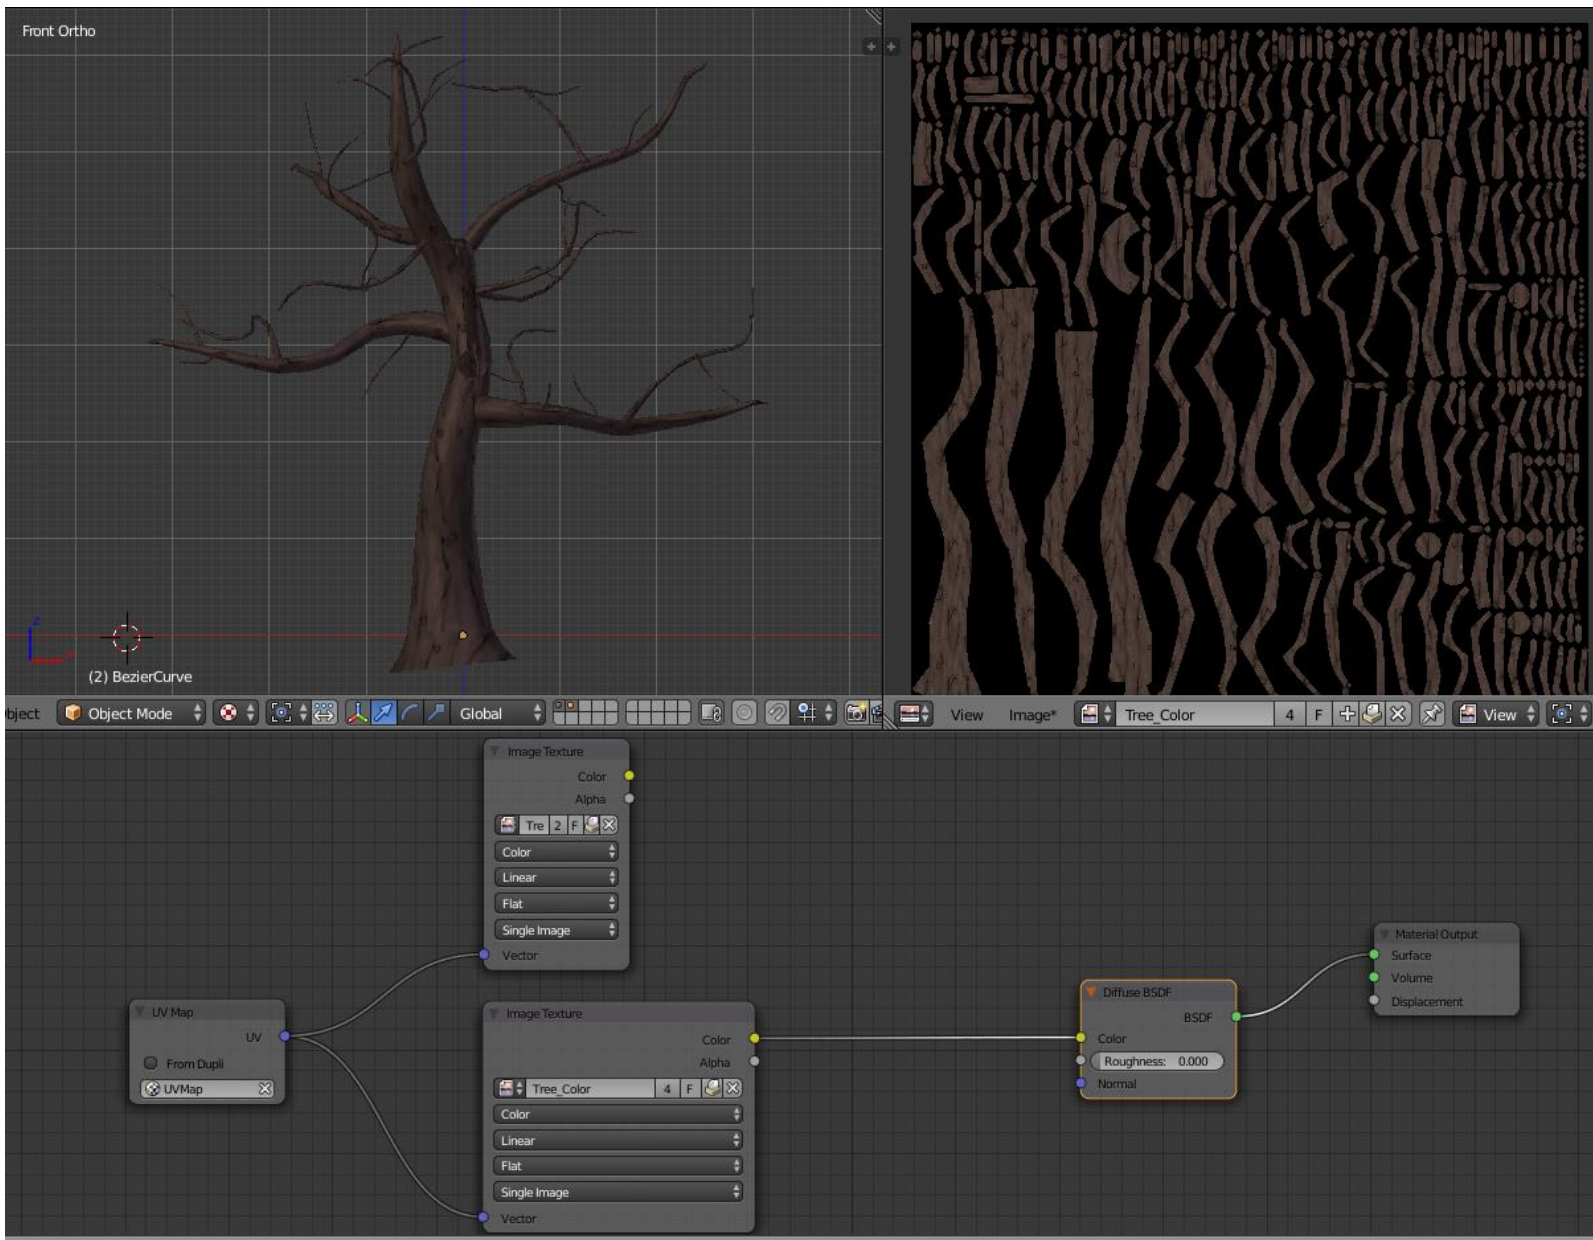 Front Ortho
(2) BezierCurve
bject Object Mode Global
View Image* Tree_Color 4 F View
Image Texture
Color
Alpha
Tre 2 F
Color
Linear
Flat
Single Image
Vector
UV Map
UV
From Dupli
UVMap
Image Texture
Color
Alpha
Tree_Color 4 F
Color
Linear
Flat
Single Image
Vector
Diffuse BSDF
BSDF
Color
Roughness: 0.000
Normal
Material Output
Surface
Volume
Displacement